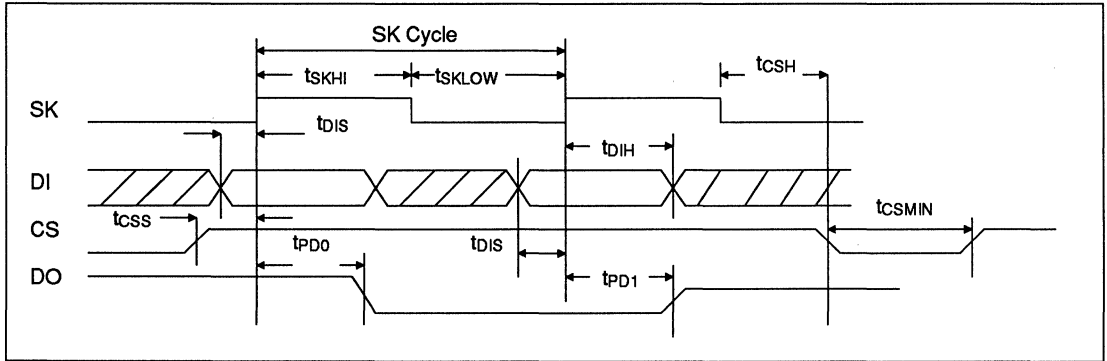 SK Cycle
tSKHI
tSKLOW
tCSH
SK
tDIS
tDIH
DI
tCSS
tCSMIN
CS
tPD0
tDIS
DO
tPD1